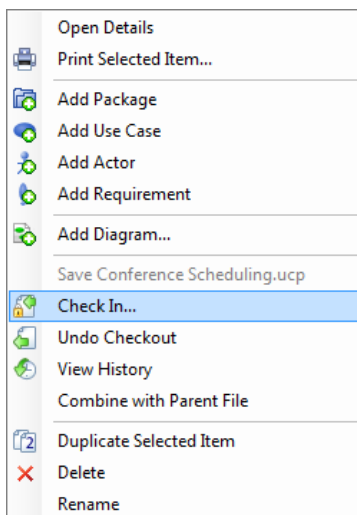 Open Details
Print Selected Item...
Add Package
Add Use Case
Add Actor
Add Requirement
Add Diagram...
Save Conference Scheduling.ucp
Check In...
Undo Checkout
View History
Combine with Parent File
2
Duplicate Selected Item
Delete
Rename